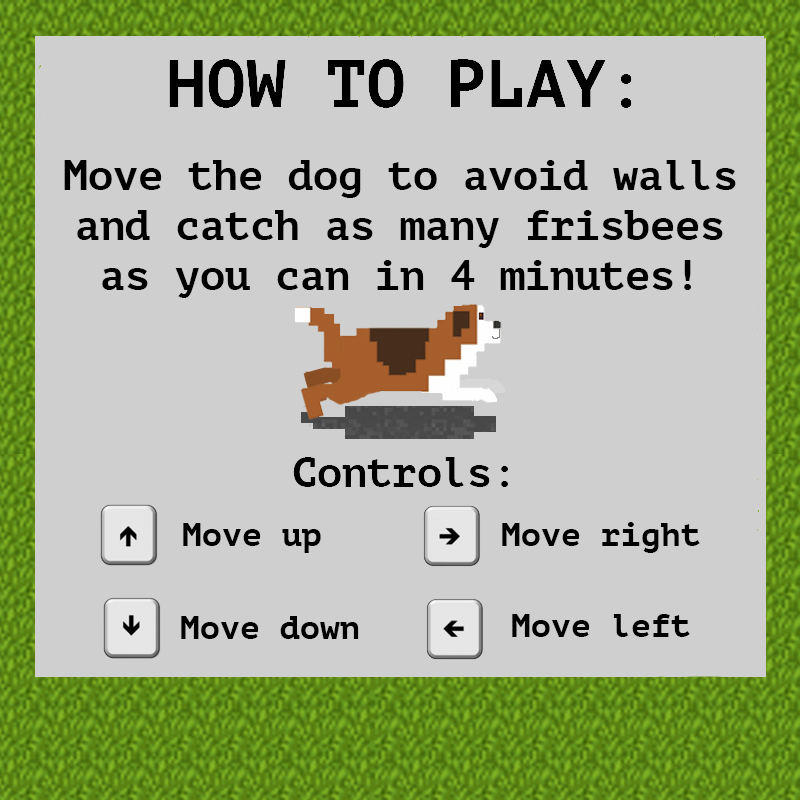 HOW TO PLAY:
Move the dog to avoid walls
and catch as many frisbees
as you can in 4 minutes!
Controls:
↑ Move up
→ Move right
↓ Move down
← Move left